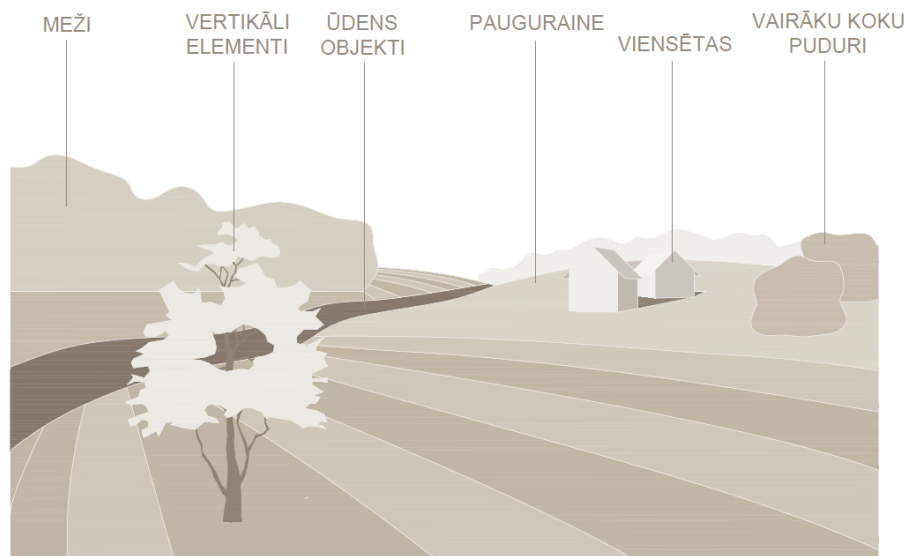 MEŽI
VERTIKĀLI
ELEMENTI
ŪDENS
OBJEKTI
PAUGURAINE
VIENSĒTAS
VAIRĀKU KOKU
PUDURI